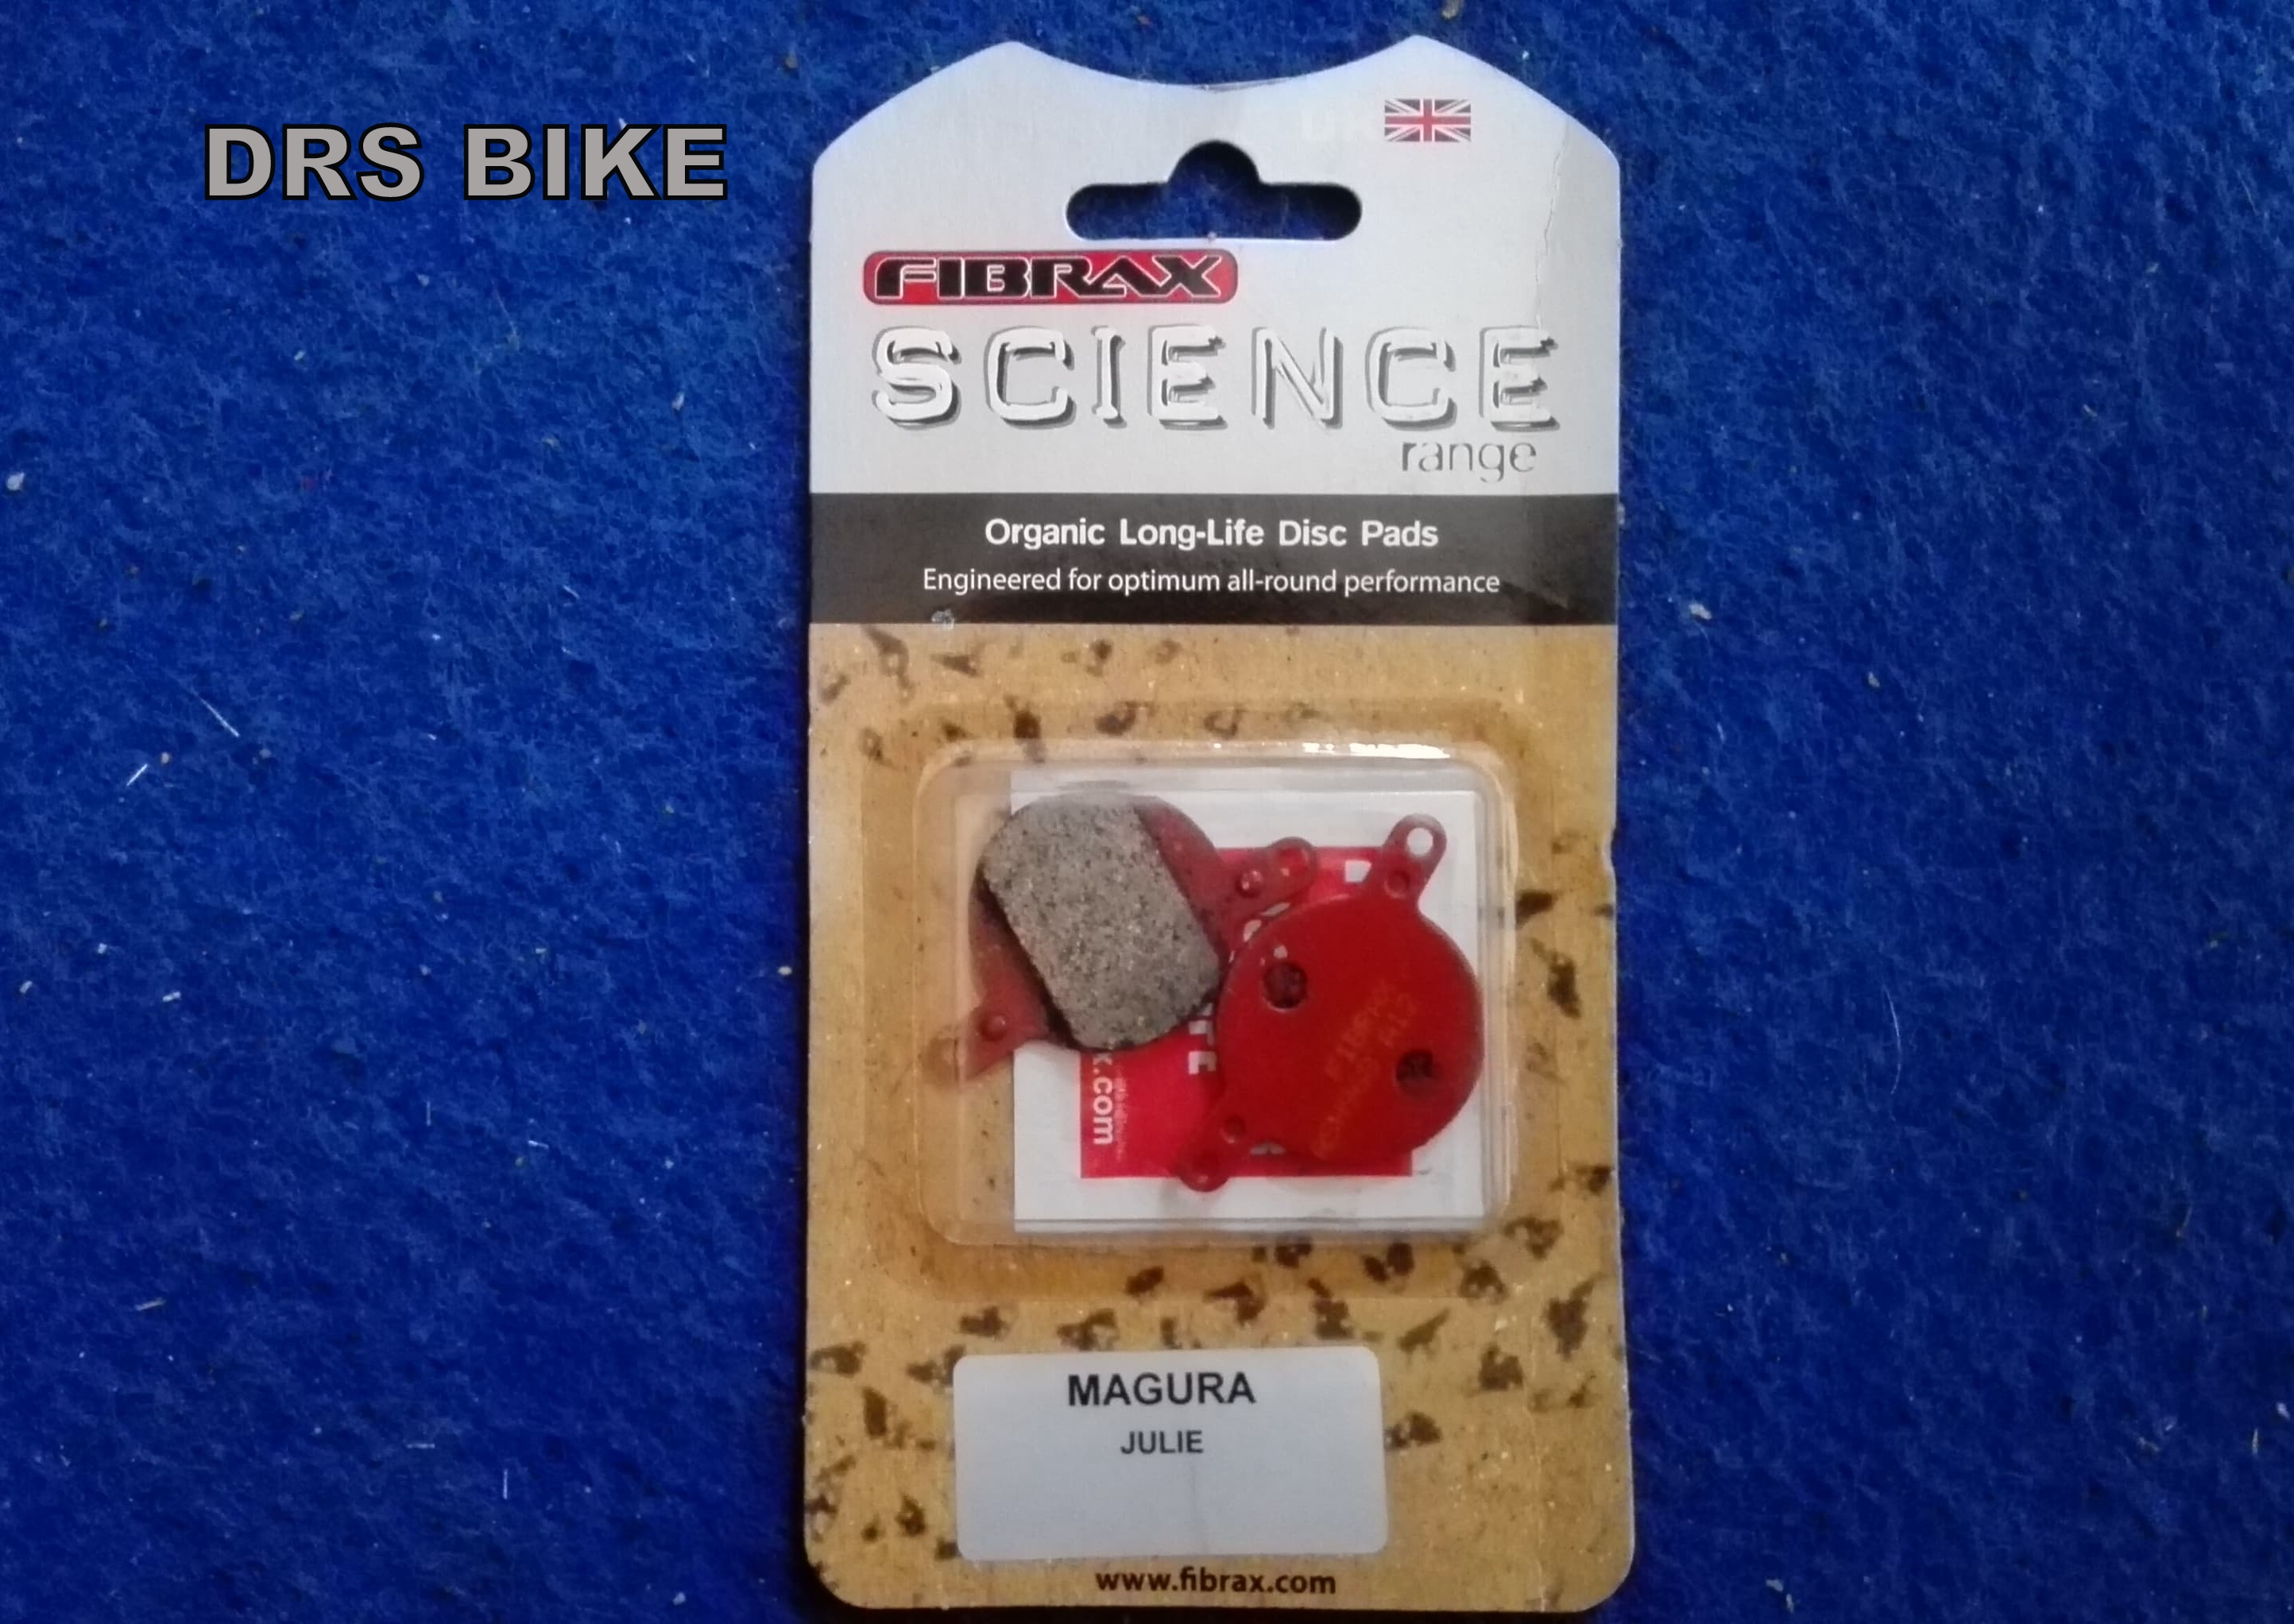 DRS BIKE
FIBRAX
SCIENCE
range
Organic Long-Life Disc Pads
Engineered for optimum all-round performance
.com
MAGURA
JULIE
www.fibrax.com